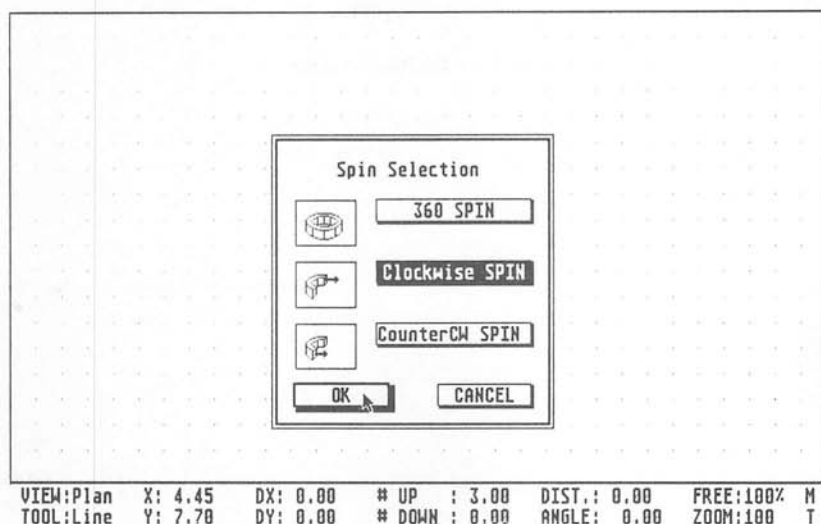 Spin Selection
360 SPIN
Clockwise SPIN
CounterCW SPIN
OK CANCEL
VIEW:Plan X: 4.45 DX: 0.00 # UP : 3.00 DIST.: 0.00 FREE:100% M
TOOL:Line Y: 7.70 DY: 0.00 # DOWN : 0.00 ANGLE: 0.00 ZOOM:100 T